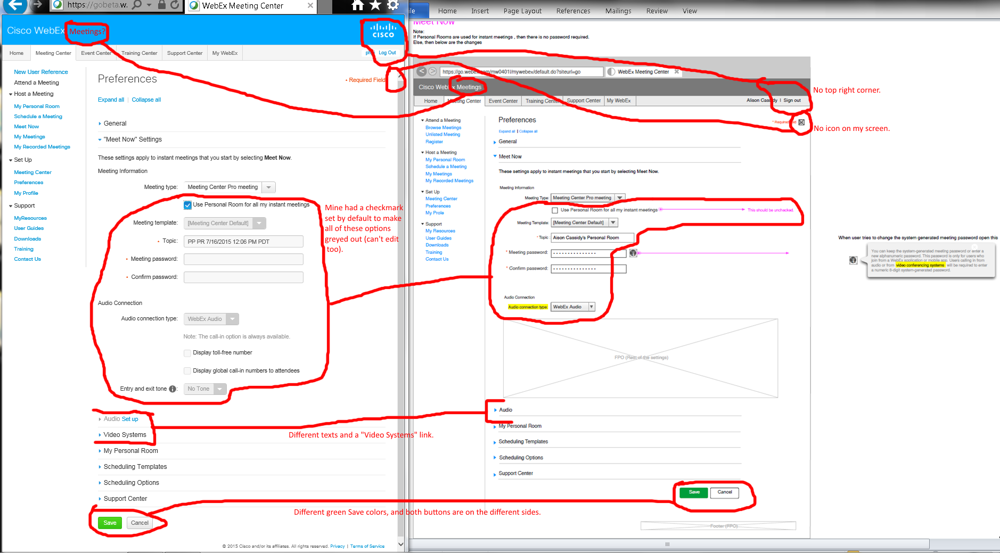 https://gobeta.w.
WebEx Meeting Center
Cisco WebEx Meetings?
CISCO
Home
Meeting Center
Event Center
Training Center
Support Center
My WebEx
Log Out
New User Reference
Attend a Meeting
Host a Meeting
My Personal Room
Schedule a Meeting
Meet Now
My Meetings
My Recorded Meetings
Set Up
Meeting Center
Preferences
My Profile
Support
MyResources
User Guides
Downloads
Training
Contact Us
Preferences
Required Field
Expand all | Collapse all
General
"Meet Now" Settings
These settings apply to instant meetings that you start by selecting Meet Now.
Meeting Information
Meeting type: Meeting Center Pro meeting
Use Personal Room for all my instant meetings
Meeting template: [Meeting Center Default]
Topic: PP PR 7/16/2015 12:06 PM PDT
Meeting password:
Confirm password:
Audio Connection
Audio connection type: WebEx Audio
Note: The call-in option is always available.
Display toll-free number
Display global call-in numbers to attendees
Entry and exit tone : No Tone
Audio Set up
Video Systems
My Personal Room
Scheduling Templates
Scheduling Options
Support Center
Save
Cancel
© 2015 Cisco and/or its affiliates. All rights reserved. Privacy | Terms of Service
Mine had a checkmark
set by default to make
all of these options
greyed out (can't edit
too).
Different texts and a "Video Systems" link.
Different green Save colors, and both buttons are on the different sides.
Home
Insert
Page Layout
References
Mailings
Review
View
Meet Now
Note:
If Personal Rooms are used for instant meetings , then there is no password required.
Else, then below are the changes
https://go.webex.com/mw0401l/mywebex/default.do?siteurl=go
WebEx Meeting Center
Cisco WebEx Meetings
Home
Meeting Center
Event Center
Training Center
Support Center
My WebEx
Alison Cassidy | Sign out
No top right corner.
No icon on my screen.
Attend a Meeting
Browse Meetings
Unlisted Meeting
Register
Host a Meeting
My Personal Room
Schedule a Meeting
My Meetings
My Recorded Meetings
Set Up
Meeting Center
Preferences
My Prole
Support
My Resources
User Guides
Downloads
Training
Contact Us
Preferences
* Required Field
Expand all | Collapse all
General
Meet Now
These settings apply to instant meetings that you start by selecting Meet Now.
Meeting Information
Meeting Type: Meeting Center Pro meeting
Use Personal Room for all my instant meetings
This should be unchecked.
Meeting Template: [Meeting Center Default]
* Topic : Aison Cassidy's Personal Room
* Meeting password:
* Confirm password:
Audio Connection
Audio connection type: WebEx Audio
FPO (Rest of the settings)
Audio
My Personal Room
Scheduling Templates
Scheduling Options
Support Center
Save
Cancel
Footer (FPO)
When user tries to change the system generated meeting password open this
You can keep the system-generated meeting password or enter a
new alphanumeric password. This password is only for users who
join from a WebEx application or mobile app. Users calling in from
audio or from video conferencing systems will be required to enter
a numeric 6-digit system-generated password.